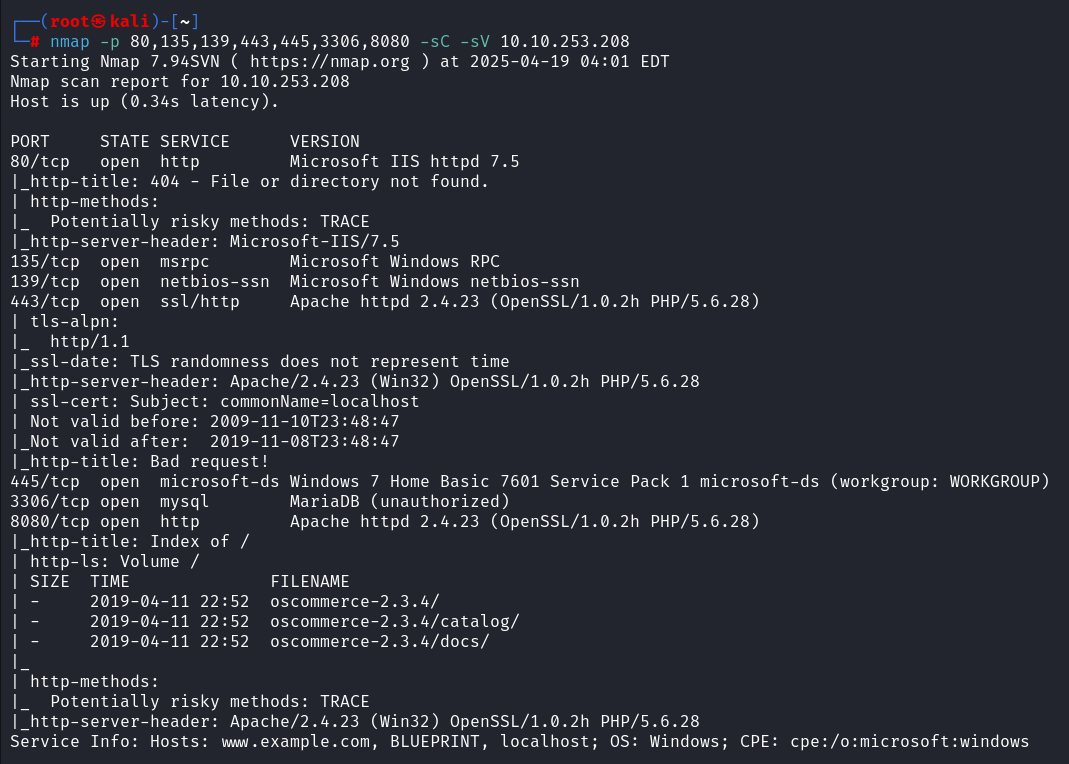 ┌──(root㉿kali)-[~]
└─# nmap -p 80,135,139,443,445,3306,8080 -sC -sV 10.10.253.208
Starting Nmap 7.94SVN ( https://nmap.org ) at 2025-04-19 04:01 EDT
Nmap scan report for 10.10.253.208
Host is up (0.34s latency).

PORT     STATE SERVICE      VERSION
80/tcp   open  http         Microsoft IIS httpd 7.5
|_http-title: 404 - File or directory not found.
| http-methods:
|_  Potentially risky methods: TRACE
|_http-server-header: Microsoft-IIS/7.5
135/tcp  open  msrpc        Microsoft Windows RPC
139/tcp  open  netbios-ssn  Microsoft Windows netbios-ssn
443/tcp  open  ssl/http     Apache httpd 2.4.23 (OpenSSL/1.0.2h PHP/5.6.28)
| tls-alpn:
|_  http/1.1
|_ssl-date: TLS randomness does not represent time
|_http-server-header: Apache/2.4.23 (Win32) OpenSSL/1.0.2h PHP/5.6.28
| ssl-cert: Subject: commonName=localhost
| Not valid before: 2009-11-10T23:48:47
|_Not valid after:  2019-11-08T23:48:47
|_http-title: Bad request!
445/tcp  open  microsoft-ds Windows 7 Home Basic 7601 Service Pack 1 microsoft-ds (workgroup: WORKGROUP)
3306/tcp open  mysql        MariaDB (unauthorized)
8080/tcp open  http         Apache httpd 2.4.23 (OpenSSL/1.0.2h PHP/5.6.28)
|_http-title: Index of /
| http-ls: Volume /
| SIZE  TIME              FILENAME
| -     2019-04-11 22:52  oscommerce-2.3.4/
| -     2019-04-11 22:52  oscommerce-2.3.4/catalog/
| -     2019-04-11 22:52  oscommerce-2.3.4/docs/
|_
| http-methods:
|_  Potentially risky methods: TRACE
|_http-server-header: Apache/2.4.23 (Win32) OpenSSL/1.0.2h PHP/5.6.28
Service Info: Hosts: www.example.com, BLUEPRINT, localhost; OS: Windows; CPE: cpe:/o:microsoft:windows